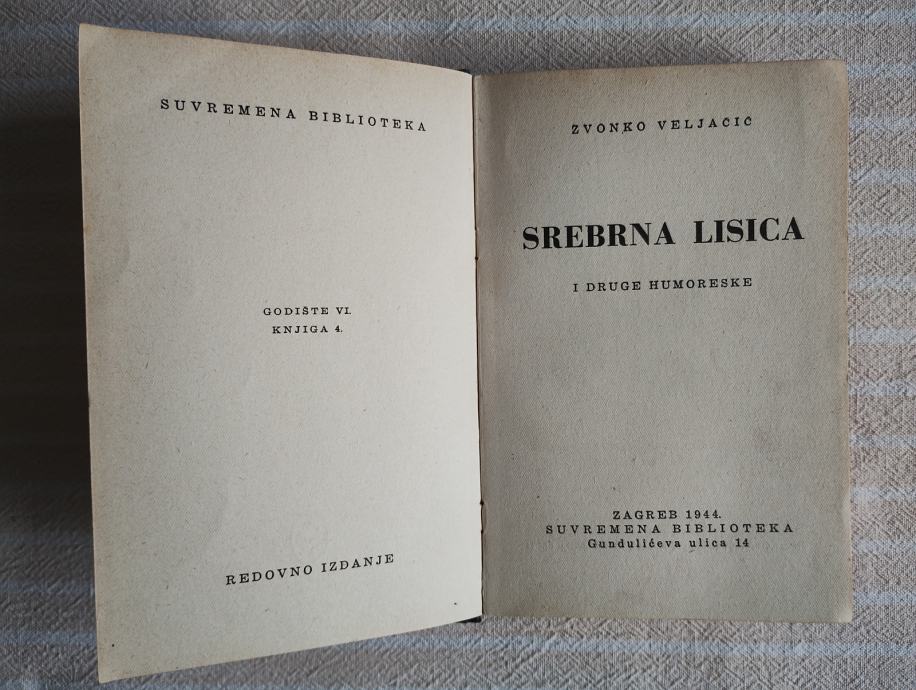 SUVREMENA BIBLIOTEKA
GODIŠTE VI.
KNJIGA 4.
REDOVNO IZDANJE
ZVONKO VELJAČIĆ
SREBRNA LISICA
I DRUGE HUMORESKE
ZAGREB 1944.
SUVREMENA BIBLIOTEKA
Gundulićeva ulica 14